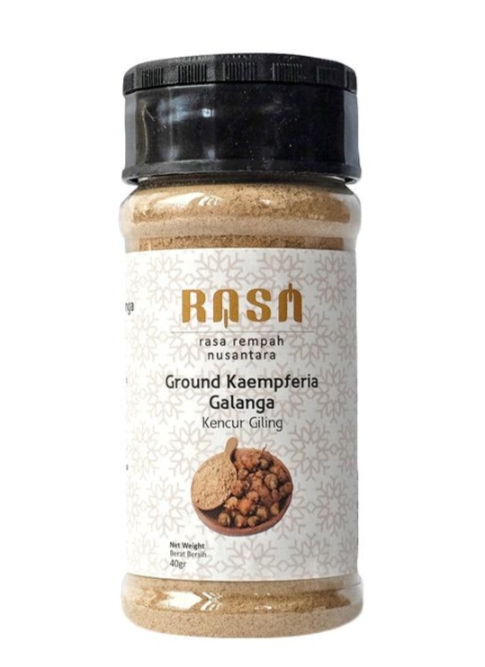 RASA
rasa rempah
nusantara
Ground Kaempferia
Galanga
Kencur Giling
Net Weight
Berat Bersih
40gr